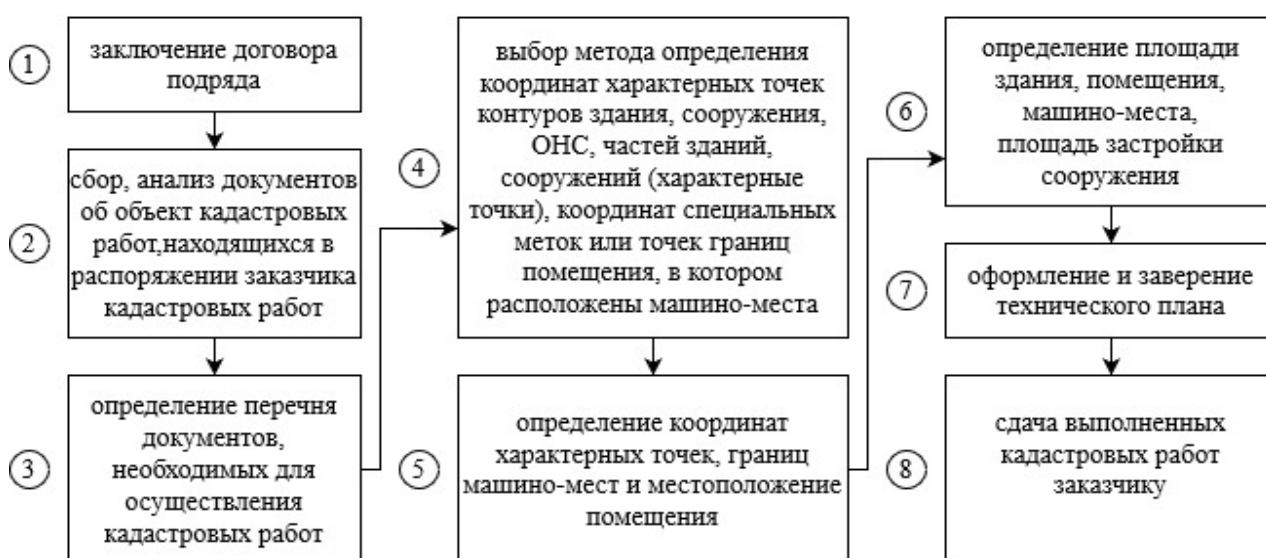 1
заключение договора
подряда
2
сбор, анализ документов
об объект кадастровых
работ,находящихся в
распоряжении заказчика
кадастровых работ
3
определение перечня
документов,
необходимых для
осуществления
кадастровых работ
4
выбор метода определения
координат характерных точек
контуров здания, сооружения,
ОНС, частей зданий,
сооружений (характерные
точки), координат специальных
меток или точек границ
помещения, в котором
расположены машино-места
5
определение координат
характерных точек, границ
машино-мест и местоположение
помещения
6
определение площади
здания, помещения,
машино-места,
площадь застройки
сооружения
7
оформление и заверение
технического плана
8
сдача выполненных
кадастровых работ
заказчику